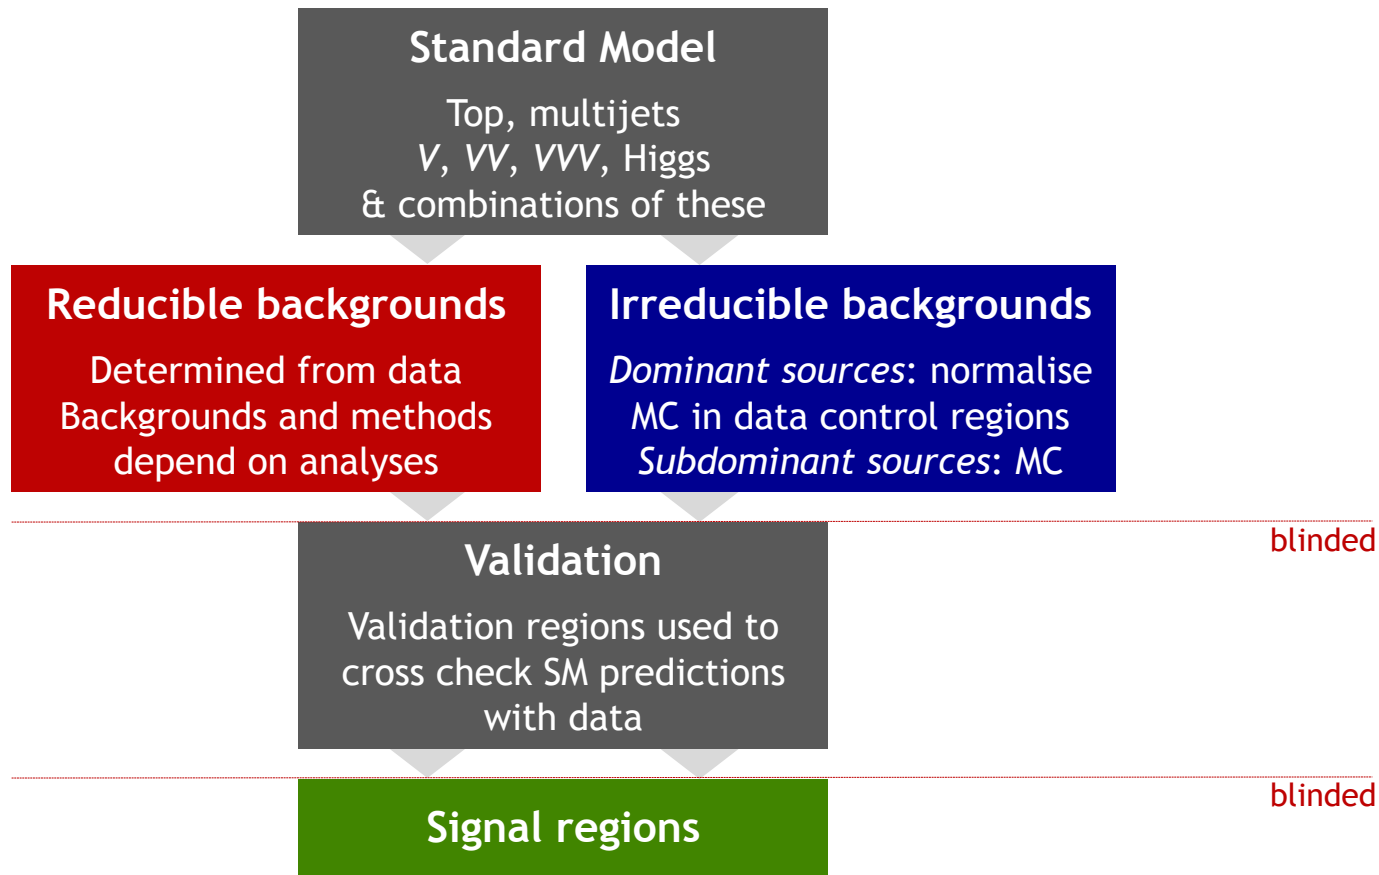 Standard Model
Top, multijets
V, VV, VVV, Higgs
& combinations of these
Reducible backgrounds
Determined from data
Backgrounds and methods
depend on analyses
Irreducible backgrounds
Dominant sources: normalise
MC in data control regions
Subdominant sources: MC
blinded
Validation
Validation regions used to
cross check SM predictions
with data
blinded
Signal regions